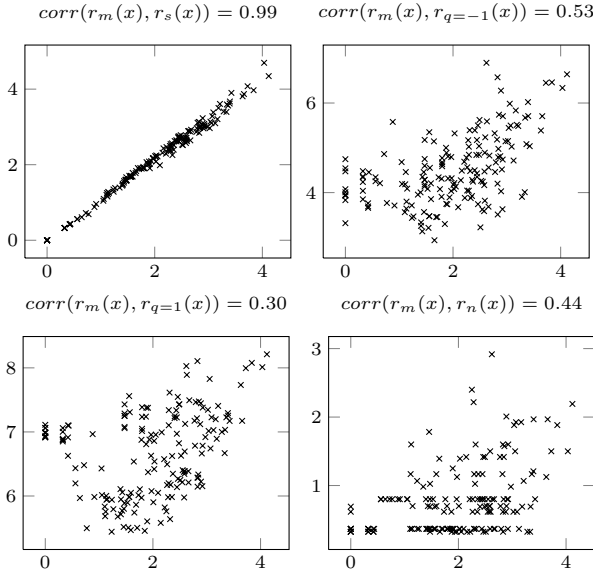 corr(r_m(x), r_s(x)) = 0.99
corr(r_m(x), r_{q=−1}(x)) = 0.53
4
2
0
0 2 4
6
4
0 2 4
corr(r_m(x), r_{q=1}(x)) = 0.30
corr(r_m(x), r_n(x)) = 0.44
8
7
6
0 2 4
3
2
1
0 2 4